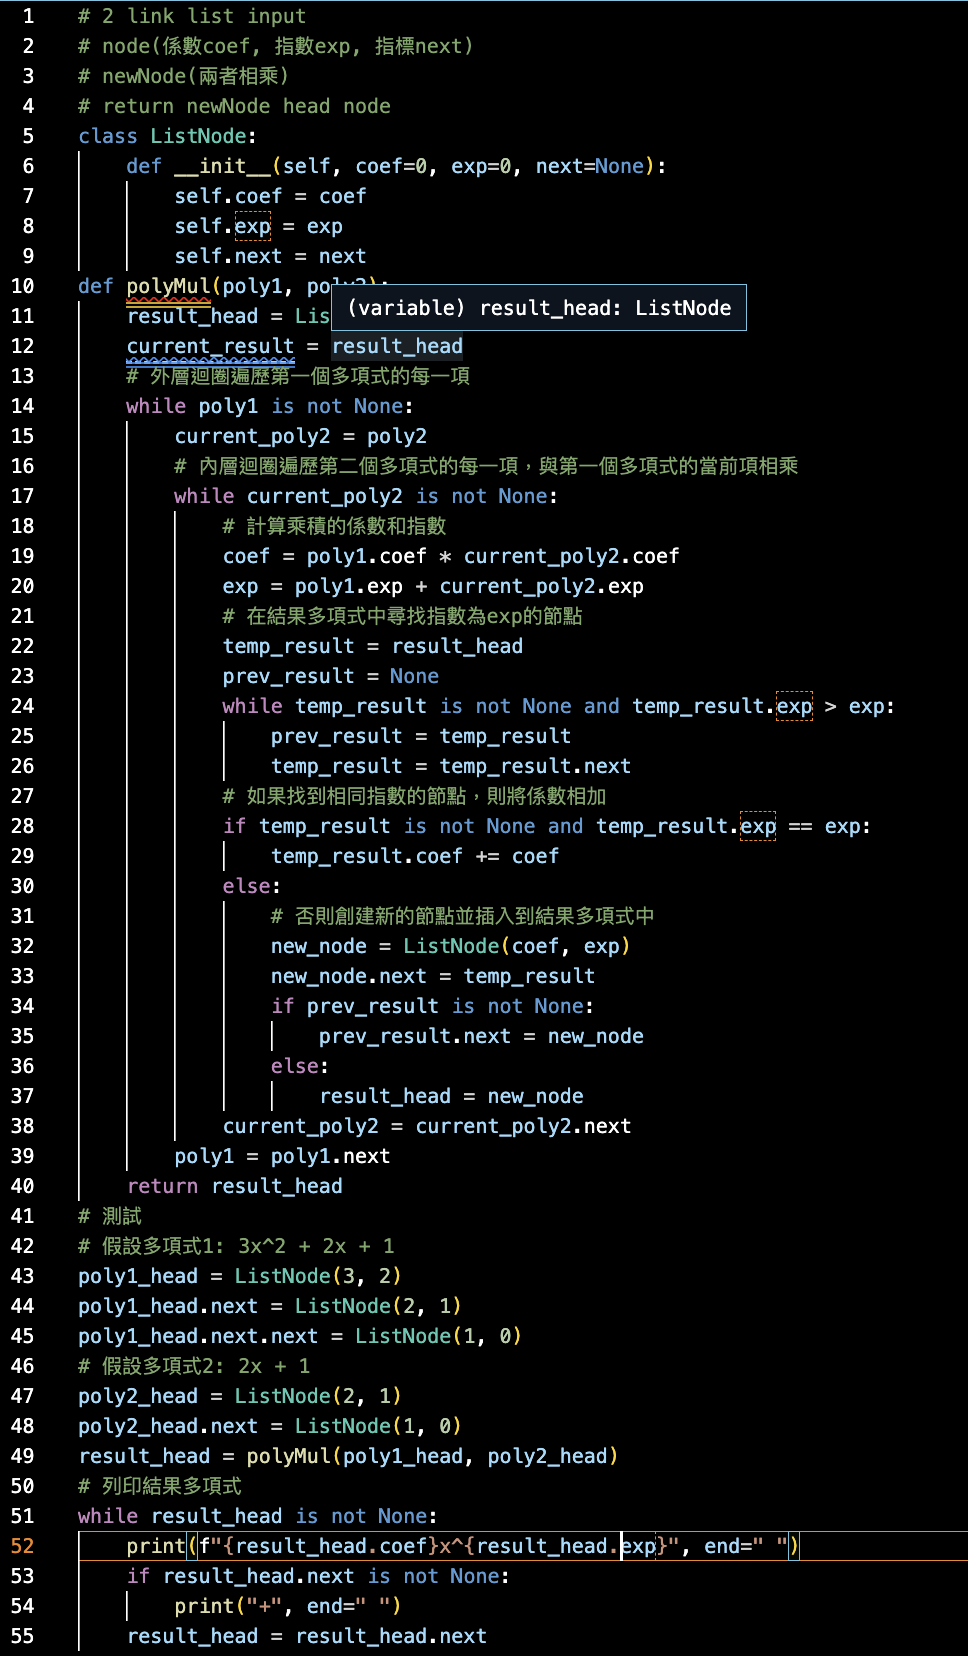 1 # 2 link list input
2 # node(係數coef, 指數exp, 指標next)
3 # newNode(兩者相乘)
4 # return newNode head node
5 class ListNode:
6     def __init__(self, coef=0, exp=0, next=None):
7         self.coef = coef
8         self.exp = exp
9         self.next = next
10 def polyMul(poly1, poly2):
(variable) result_head: ListNode
11     result_head = Lis
12     current_result = result_head
13     # 外層迴圈遍歷第一個多項式的每一項
14     while poly1 is not None:
15         current_poly2 = poly2
16         # 內層迴圈遍歷第二個多項式的每一項，與第一個多項式的當前項相乘
17         while current_poly2 is not None:
18             # 計算乘積的係數和指數
19             coef = poly1.coef * current_poly2.coef
20             exp = poly1.exp + current_poly2.exp
21             # 在結果多項式中尋找指數為exp的節點
22             temp_result = result_head
23             prev_result = None
24             while temp_result is not None and temp_result.exp > exp:
25                 prev_result = temp_result
26                 temp_result = temp_result.next
27             # 如果找到相同指數的節點，則將係數相加
28             if temp_result is not None and temp_result.exp == exp:
29                 temp_result.coef += coef
30             else:
31                 # 否則創建新的節點並插入到結果多項式中
32                 new_node = ListNode(coef, exp)
33                 new_node.next = temp_result
34                 if prev_result is not None:
35                     prev_result.next = new_node
36                 else:
37                     result_head = new_node
38             current_poly2 = current_poly2.next
39         poly1 = poly1.next
40     return result_head
41 # 測試
42 # 假設多項式1: 3x^2 + 2x + 1
43 poly1_head = ListNode(3, 2)
44 poly1_head.next = ListNode(2, 1)
45 poly1_head.next.next = ListNode(1, 0)
46 # 假設多項式2: 2x + 1
47 poly2_head = ListNode(2, 1)
48 poly2_head.next = ListNode(1, 0)
49 result_head = polyMul(poly1_head, poly2_head)
50 # 列印結果多項式
51 while result_head is not None:
52     print(f"{result_head.coef}x^{result_head.exp}", end=" ")
53     if result_head.next is not None:
54         print("+", end=" ")
55     result_head = result_head.next